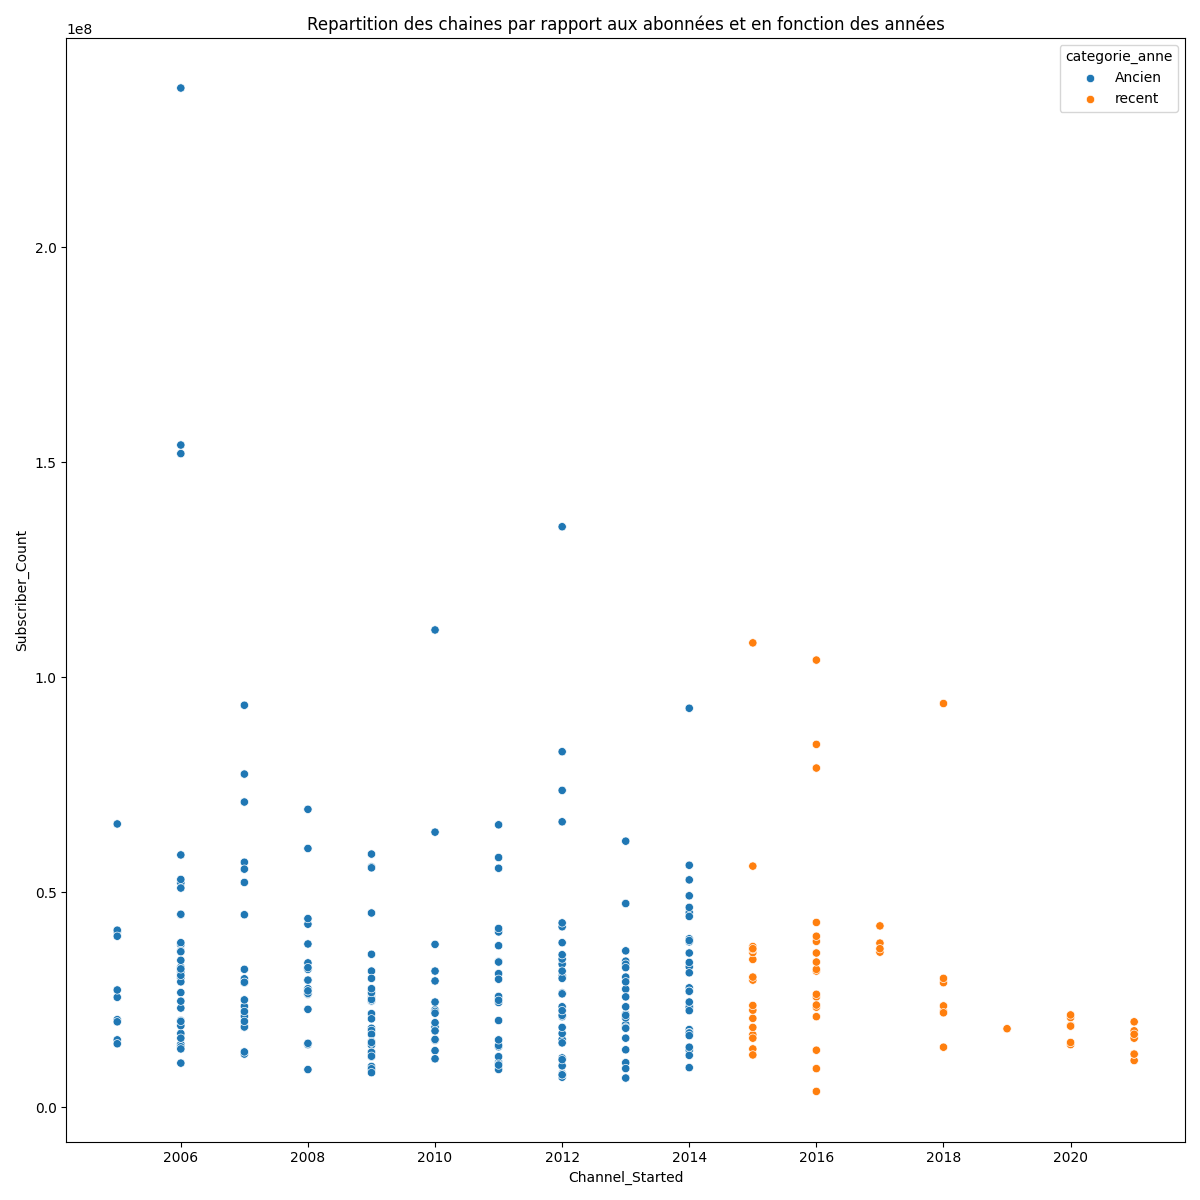 Repartition des chaines par rapport aux abonnées et en fonction des années
1e8
categorie_anne
Ancien
recent
2.0
1.5
1.0
0.5
0.0
Subscriber_Count
2006 2008 2010 2012 2014 2016 2018 2020
Channel_Started